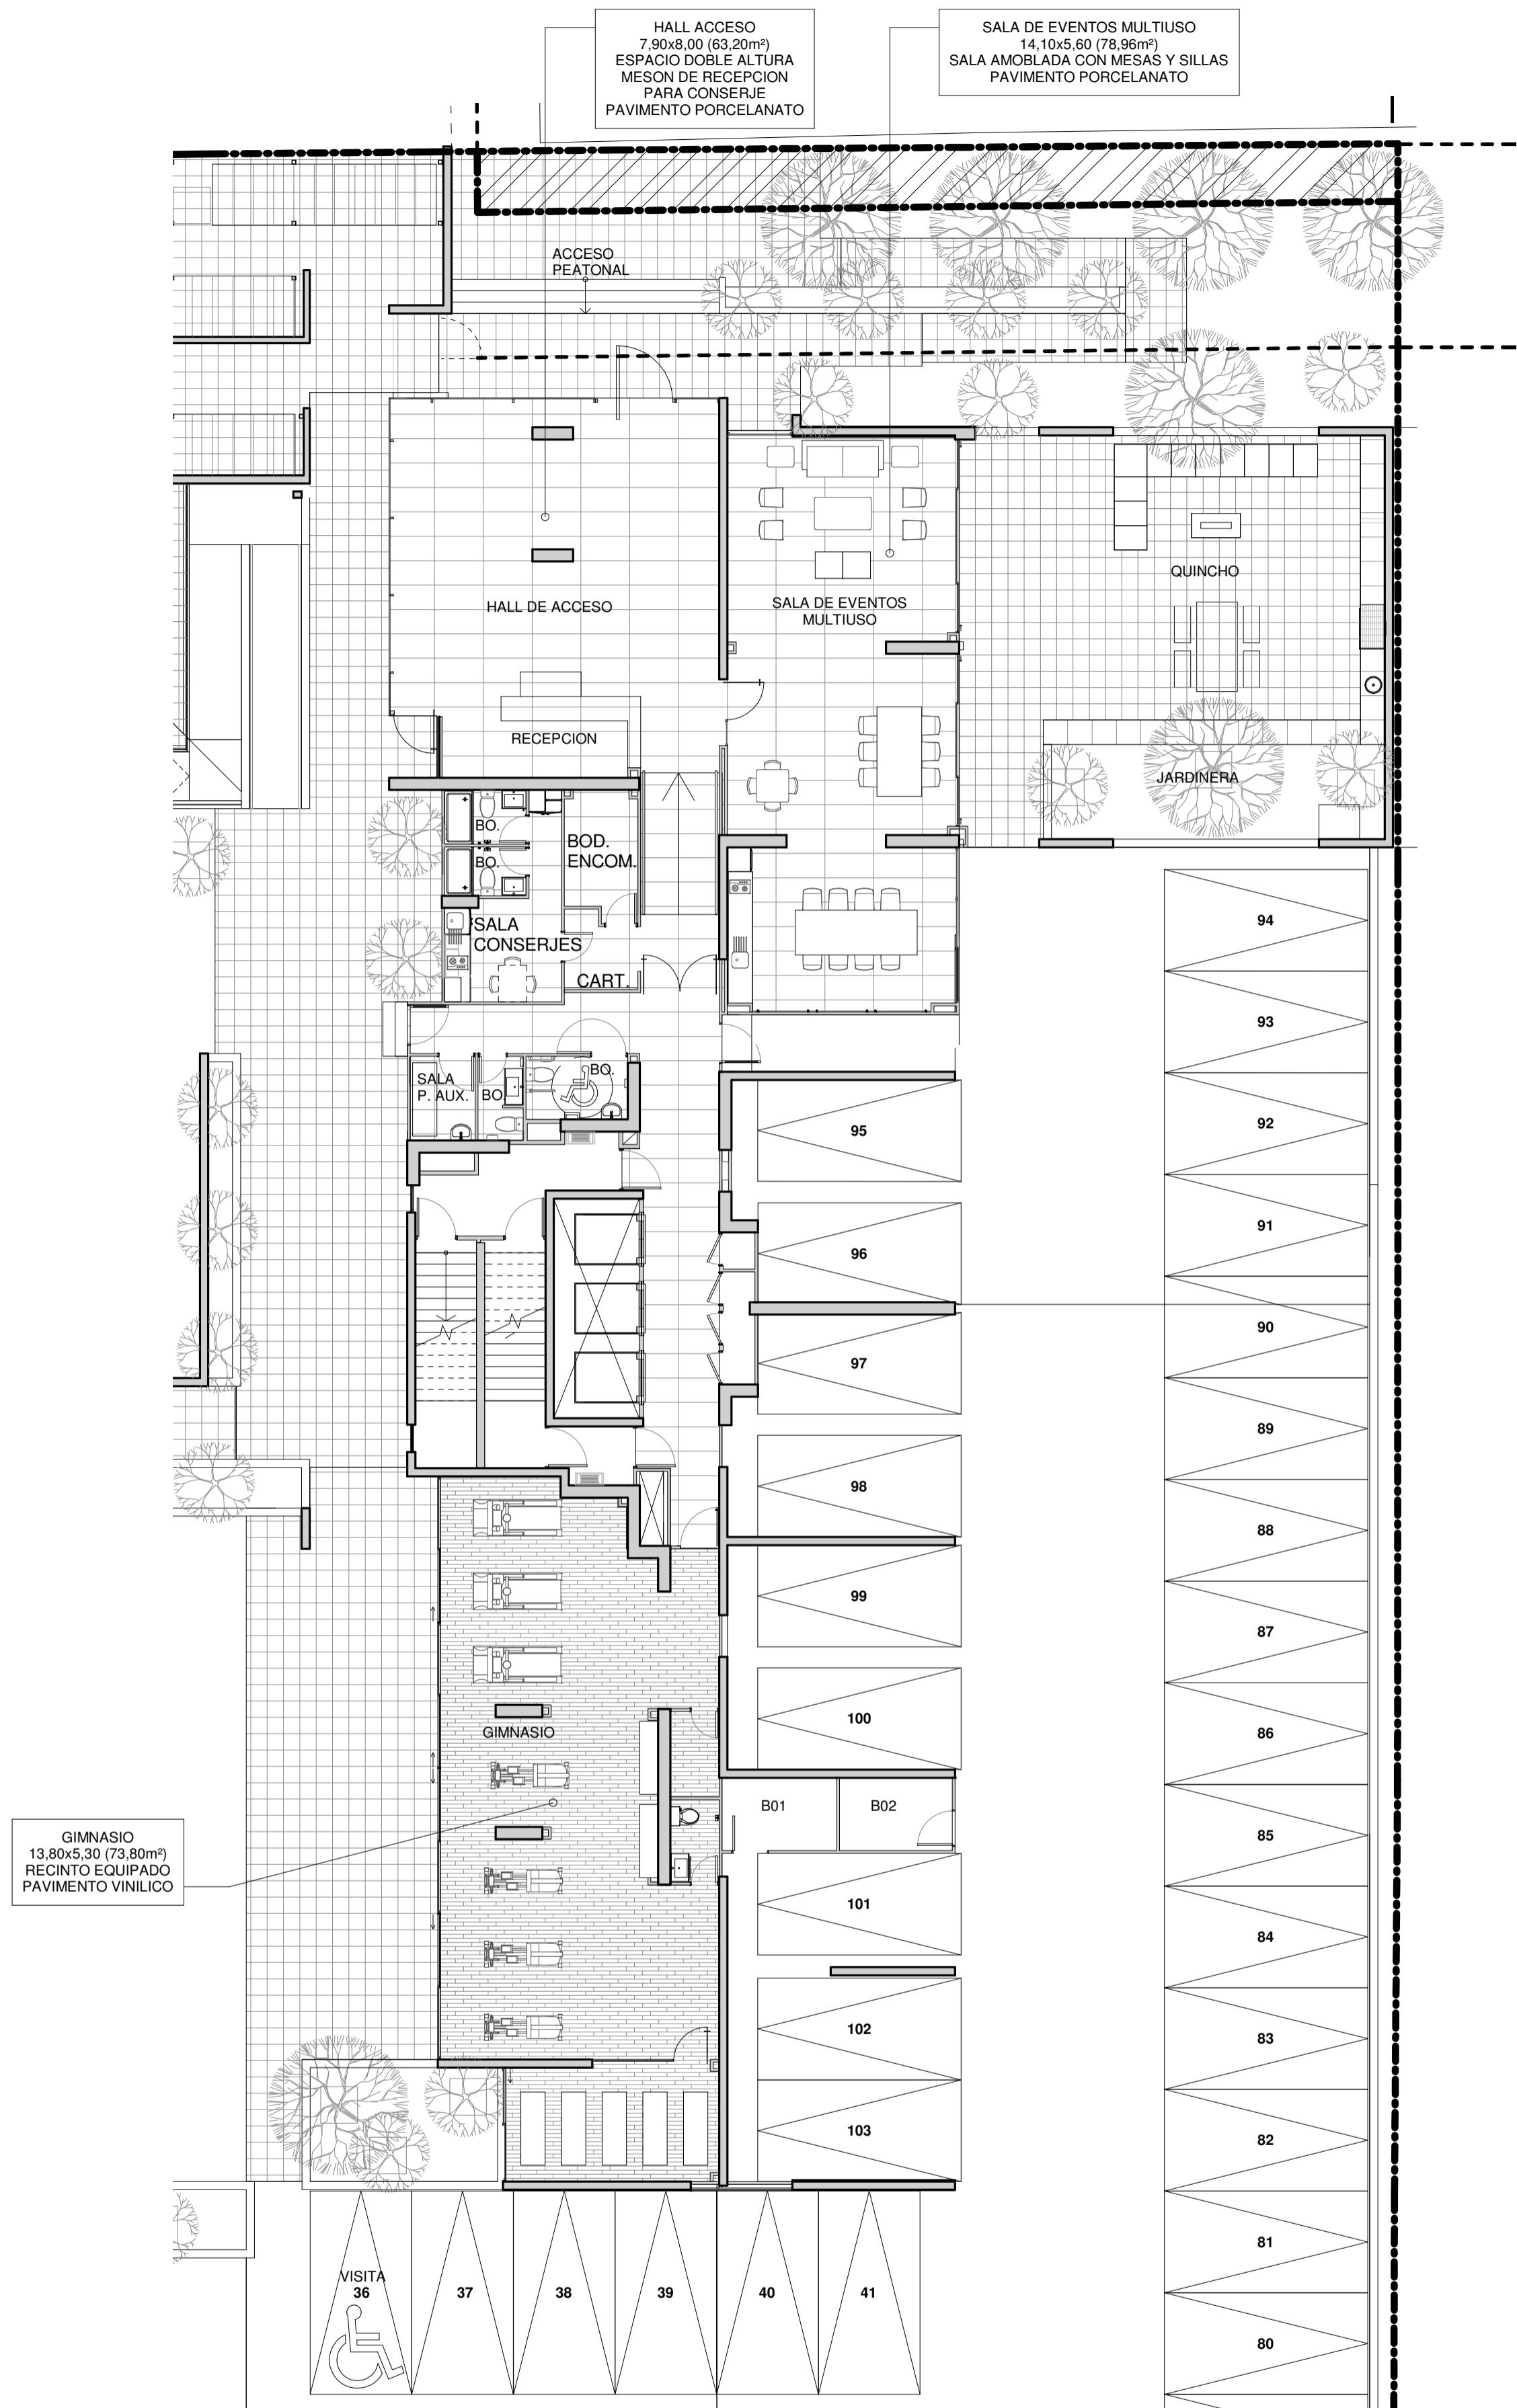 HALL ACCESO
7,90x8,00 (63,20m²)
ESPACIO DOBLE ALTURA
MESON DE RECEPCION
PARA CONSERJE
PAVIMENTO PORCELANATO
SALA DE EVENTOS MULTIUSO
14,10x5,60 (78,96m²)
SALA AMOBLADA CON MESAS Y SILLAS
PAVIMENTO PORCELANATO
ACCESO
PEATONAL
HALL DE ACCESO
SALA DE EVENTOS
MULTIUSO
QUINCHO
RECEPCION
JARDINERA
BO.
BO.
BOD.
ENCOM.
SALA
CONSERJES
CART.
SALA
P. AUX.
BO.
BO.
94
93
92
91
90
89
88
87
86
85
84
83
82
81
80
95
96
97
98
99
100
B01
B02
101
102
103
GIMNASIO
GIMNASIO
13,80x5,30 (73,80m²)
RECINTO EQUIPADO
PAVIMENTO VINILICO
VISITA
36
37
38
39
40
41